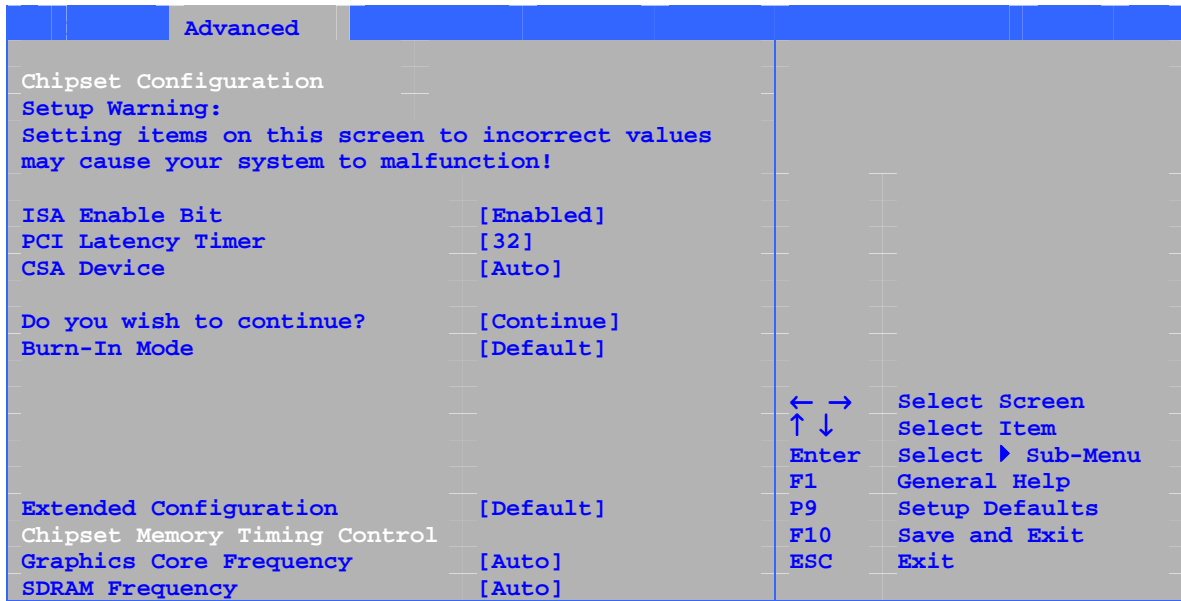 Advanced
Chipset Configuration
Setup Warning:
Setting items on this screen to incorrect values
may cause your system to malfunction!
ISA Enable Bit [Enabled]
PCI Latency Timer [32]
CSA Device [Auto]
Do you wish to continue? [Continue]
Burn-In Mode [Default]
Extended Configuration [Default]
Chipset Memory Timing Control
Graphics Core Frequency [Auto]
SDRAM Frequency [Auto]
← → Select Screen
↑ ↓ Select Item
Enter Select ▶ Sub-Menu
F1 General Help
P9 Setup Defaults
F10 Save and Exit
ESC Exit